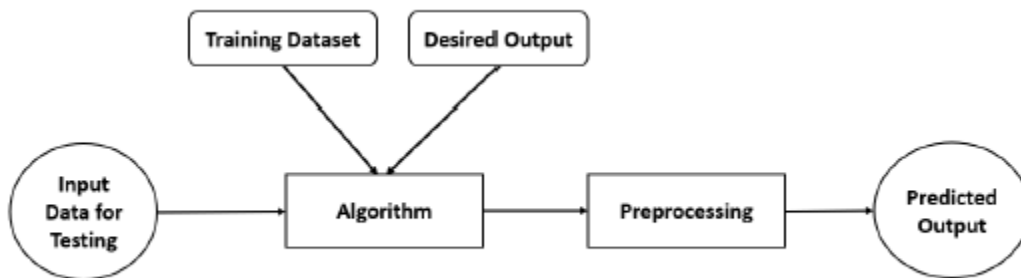 Training Dataset
Desired Output
Input
Data for
Testing
Algorithm
Preprocessing
Predicted
Output